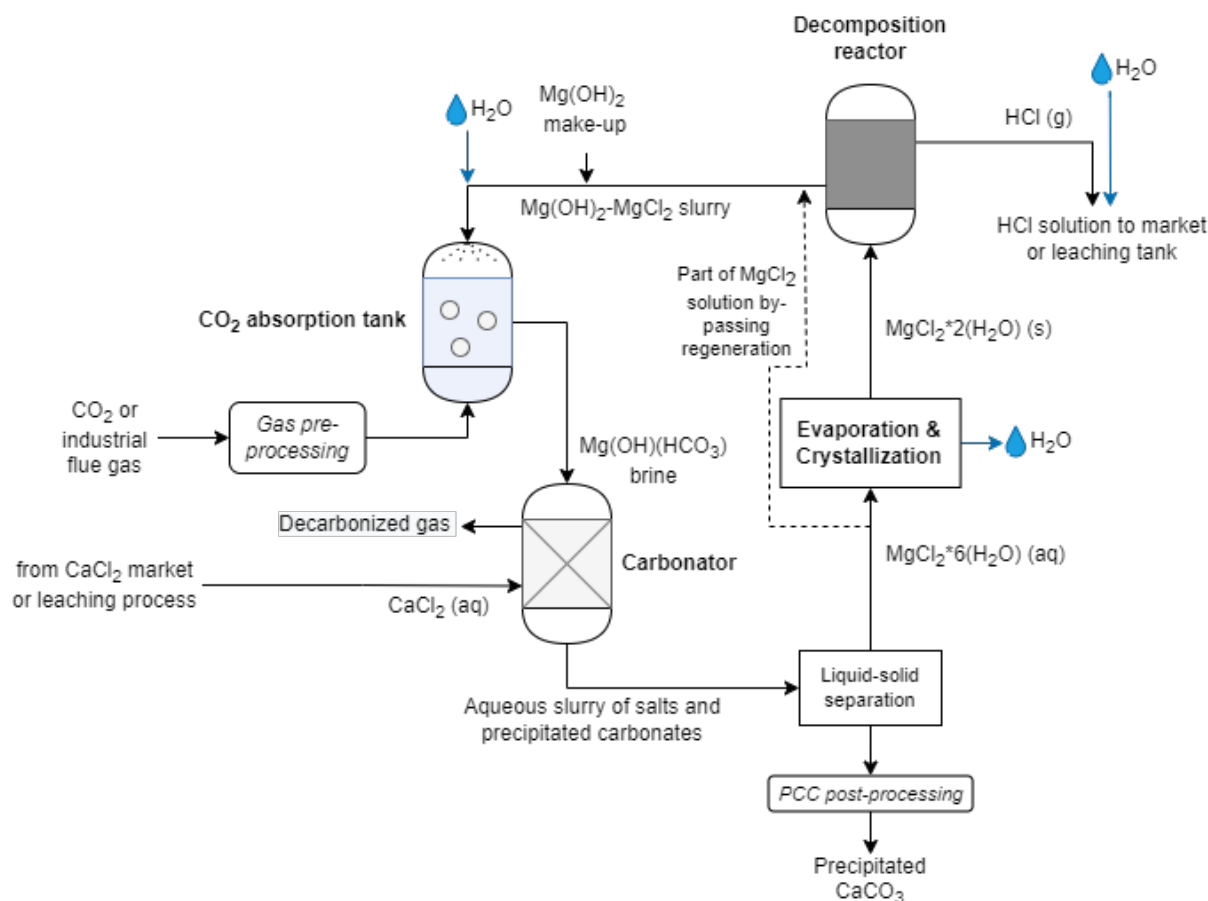 Decomposition
reactor
H2O
Mg(OH)2
make-up
H2O
HCl (g)
Mg(OH)2-MgCl2 slurry
HCl solution to market
or leaching tank
Part of MgCl2
solution by-
passing
regeneration
CO2 absorption tank
MgCl2*2(H2O) (s)
CO2 or
industrial
flue gas
Gas pre-
processing
Mg(OH)(HCO3)
brine
Evaporation &
Crystallization
H2O
Decarbonized gas
Carbonator
MgCl2*6(H2O) (aq)
from CaCl2 market
or leaching process
CaCl2 (aq)
Liquid-solid
separation
Aqueous slurry of salts and
precipitated carbonates
PCC post-processing
Precipitated
CaCO3